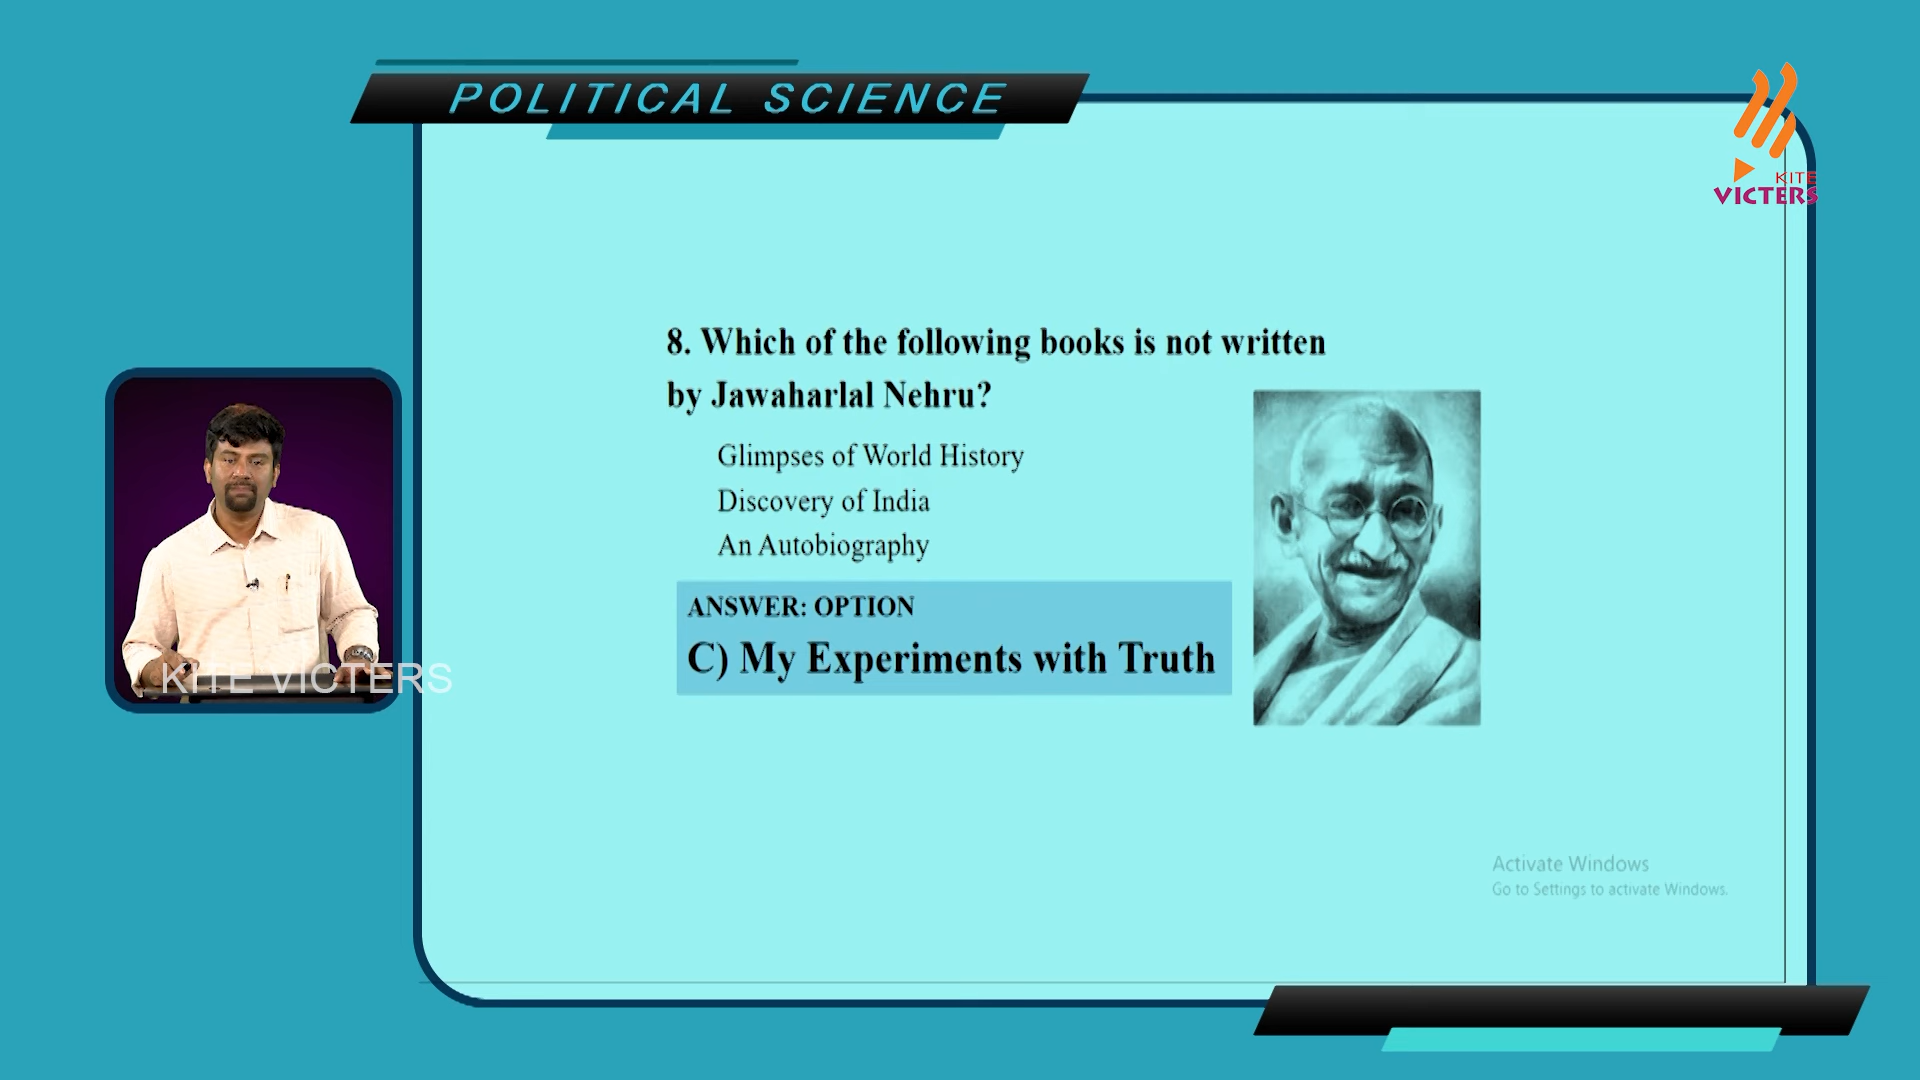 POLITICAL SCIENCE
KITE
VICTERS
8. Which of the following books is not written
by Jawaharlal Nehru?
Glimpses of World History
Discovery of India
An Autobiography
ANSWER: OPTION
C) My Experiments with Truth
KITE VICTERS
Activate Windows
Go to Settings to activate Windows.